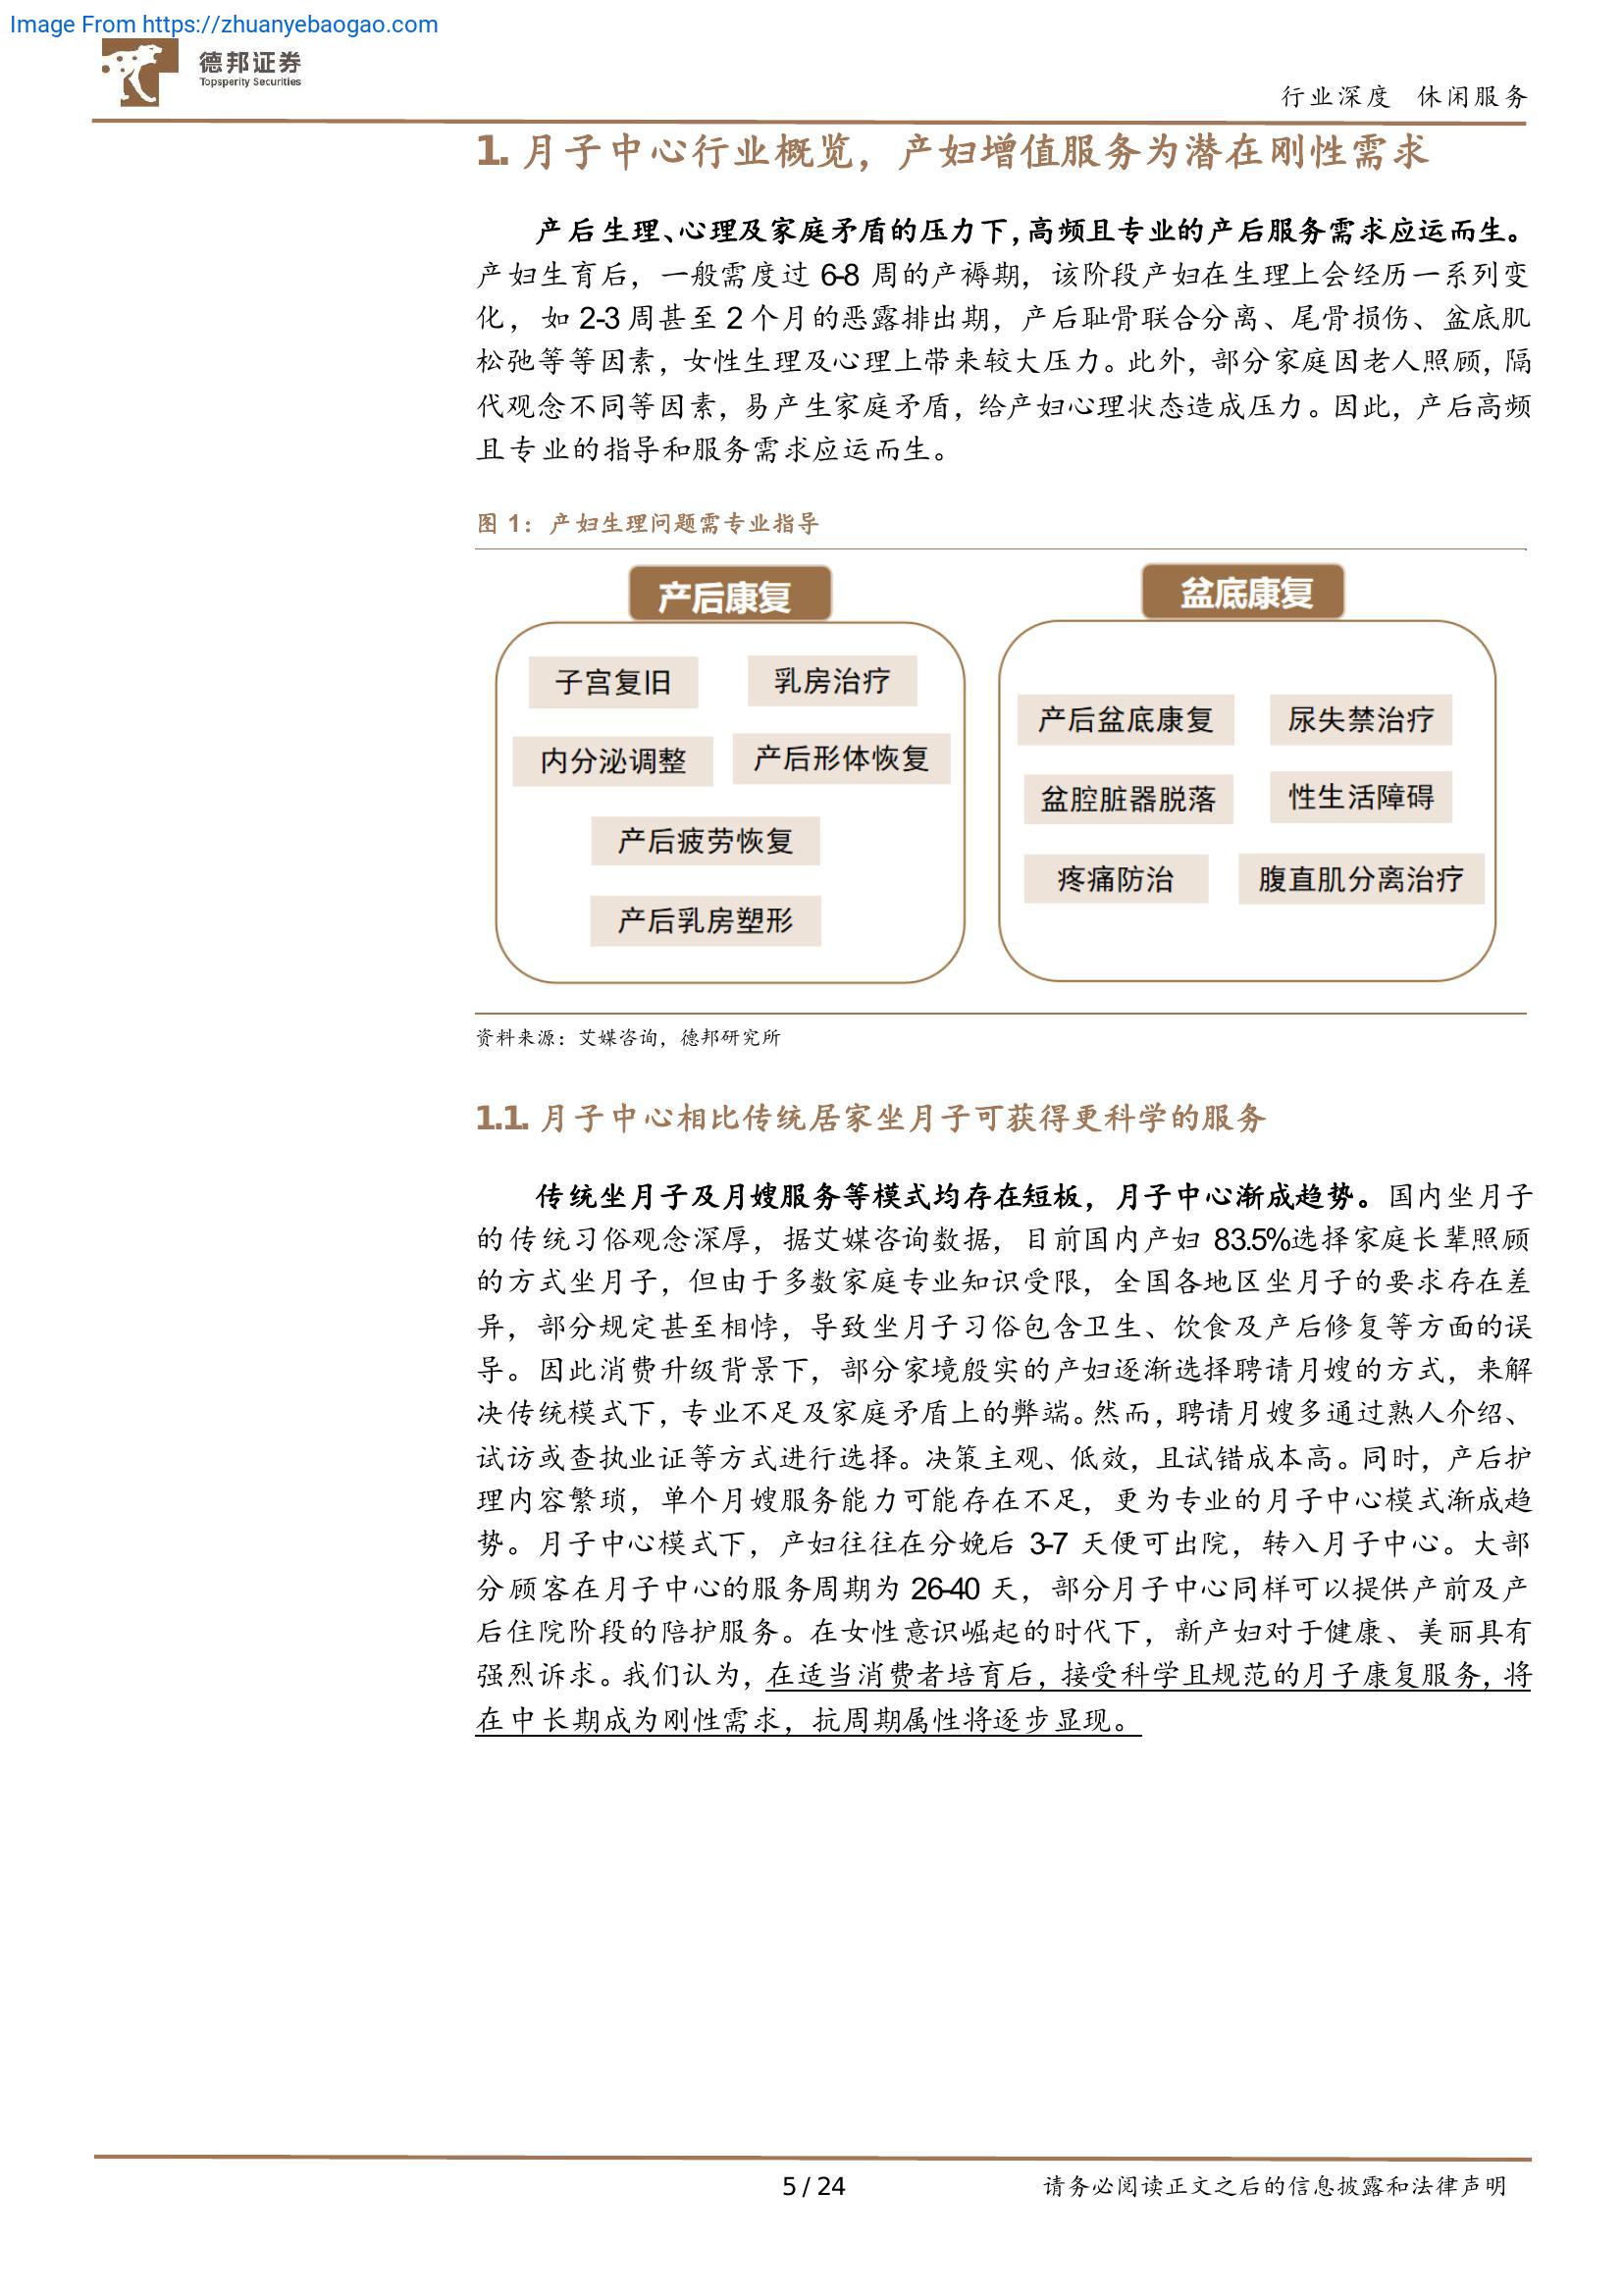 Image From https://zhuanyebaogao.com
德邦证券
Topsperity Securities
行业深度 休闲服务
1. 月子中心行业概览，产妇增值服务为潜在刚性需求
产后生理、心理及家庭矛盾的压力下，高频且专业的产后服务需求应运而生。
产妇生育后，一般需度过 6-8 周的产褥期，该阶段产妇在生理上会经历一系列变
化，如 2-3 周甚至 2 个月的恶露排出期，产后耻骨联合分离、尾骨损伤、盆底肌
松弛等等因素，女性生理及心理上带来较大压力。此外，部分家庭因老人照顾，隔
代观念不同等因素，易产生家庭矛盾，给产妇心理状态造成压力。因此，产后高频
且专业的指导和服务需求应运而生。
图 1：产妇生理问题需专业指导
产后康复
子宫复旧 乳房治疗
内分泌调整 产后形体恢复
产后疲劳恢复
产后乳房塑形
盆底康复
产后盆底康复 尿失禁治疗
盆腔脏器脱落 性生活障碍
疼痛防治 腹直肌分离治疗
资料来源：艾媒咨询，德邦研究所
1.1. 月子中心相比传统居家坐月子可获得更科学的服务
传统坐月子及月嫂服务等模式均存在短板，月子中心渐成趋势。国内坐月子
的传统习俗观念深厚，据艾媒咨询数据，目前国内产妇 83.5%选择家庭长辈照顾
的方式坐月子，但由于多数家庭专业知识受限，全国各地区坐月子的要求存在差
异，部分规定甚至相悖，导致坐月子习俗包含卫生、饮食及产后修复等方面的误
导。因此消费升级背景下，部分家境殷实的产妇逐渐选择聘请月嫂的方式，来解
决传统模式下，专业不足及家庭矛盾上的弊端。然而，聘请月嫂多通过熟人介绍、
试访或查执业证等方式进行选择。决策主观、低效，且试错成本高。同时，产后护
理内容繁琐，单个月嫂服务能力可能存在不足，更为专业的月子中心模式渐成趋
势。月子中心模式下，产妇往往在分娩后 3-7 天便可出院，转入月子中心。大部
分顾客在月子中心的服务周期为 26-40 天，部分月子中心同样可以提供产前及产
后住院阶段的陪护服务。在女性意识崛起的时代下，新产妇对于健康、美丽具有
强烈诉求。我们认为，在适当消费者培育后，接受科学且规范的月子康复服务，将
在中长期成为刚性需求，抗周期属性将逐步显现。
5 / 24
请务必阅读正文之后的信息披露和法律声明